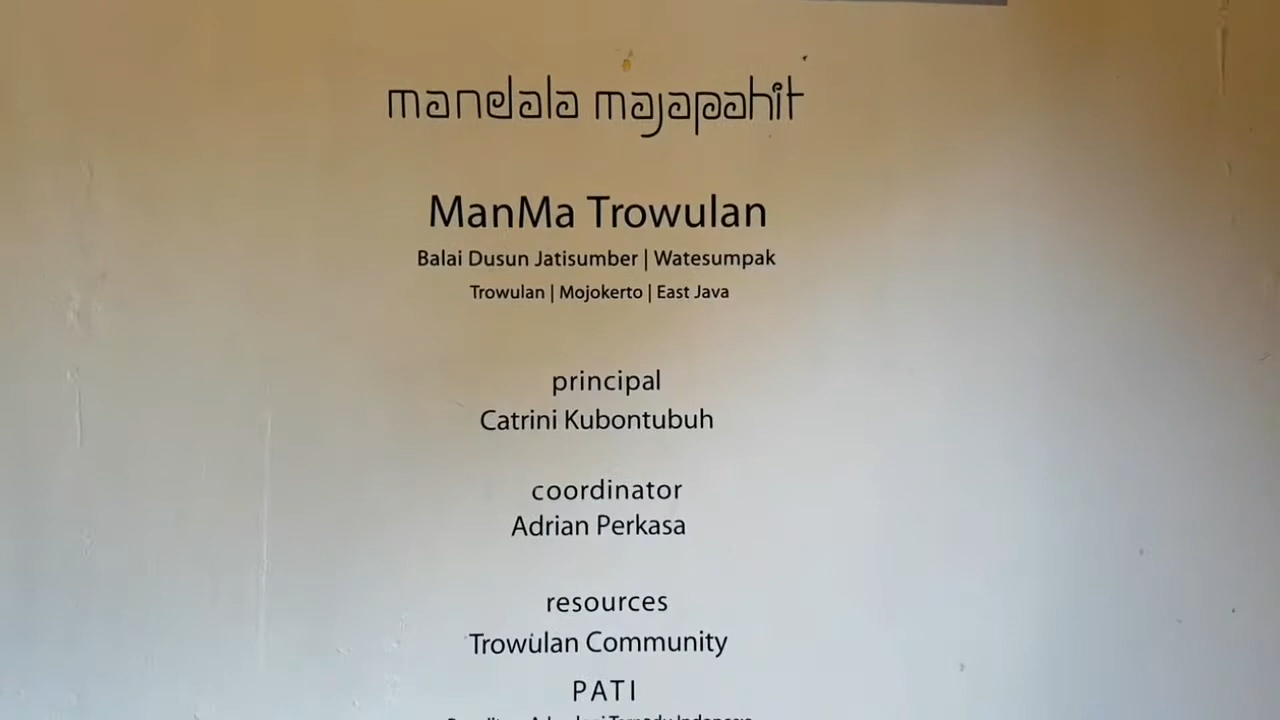 mandala majapahit
ManMa Trowulan
Balai Dusun Jatisumber | Watesumpak
Trowulan | Mojokerto | East Java
principal
Catrini Kubontubuh
coordinator
Adrian Perkasa
resources
Trowulan Community
PATI